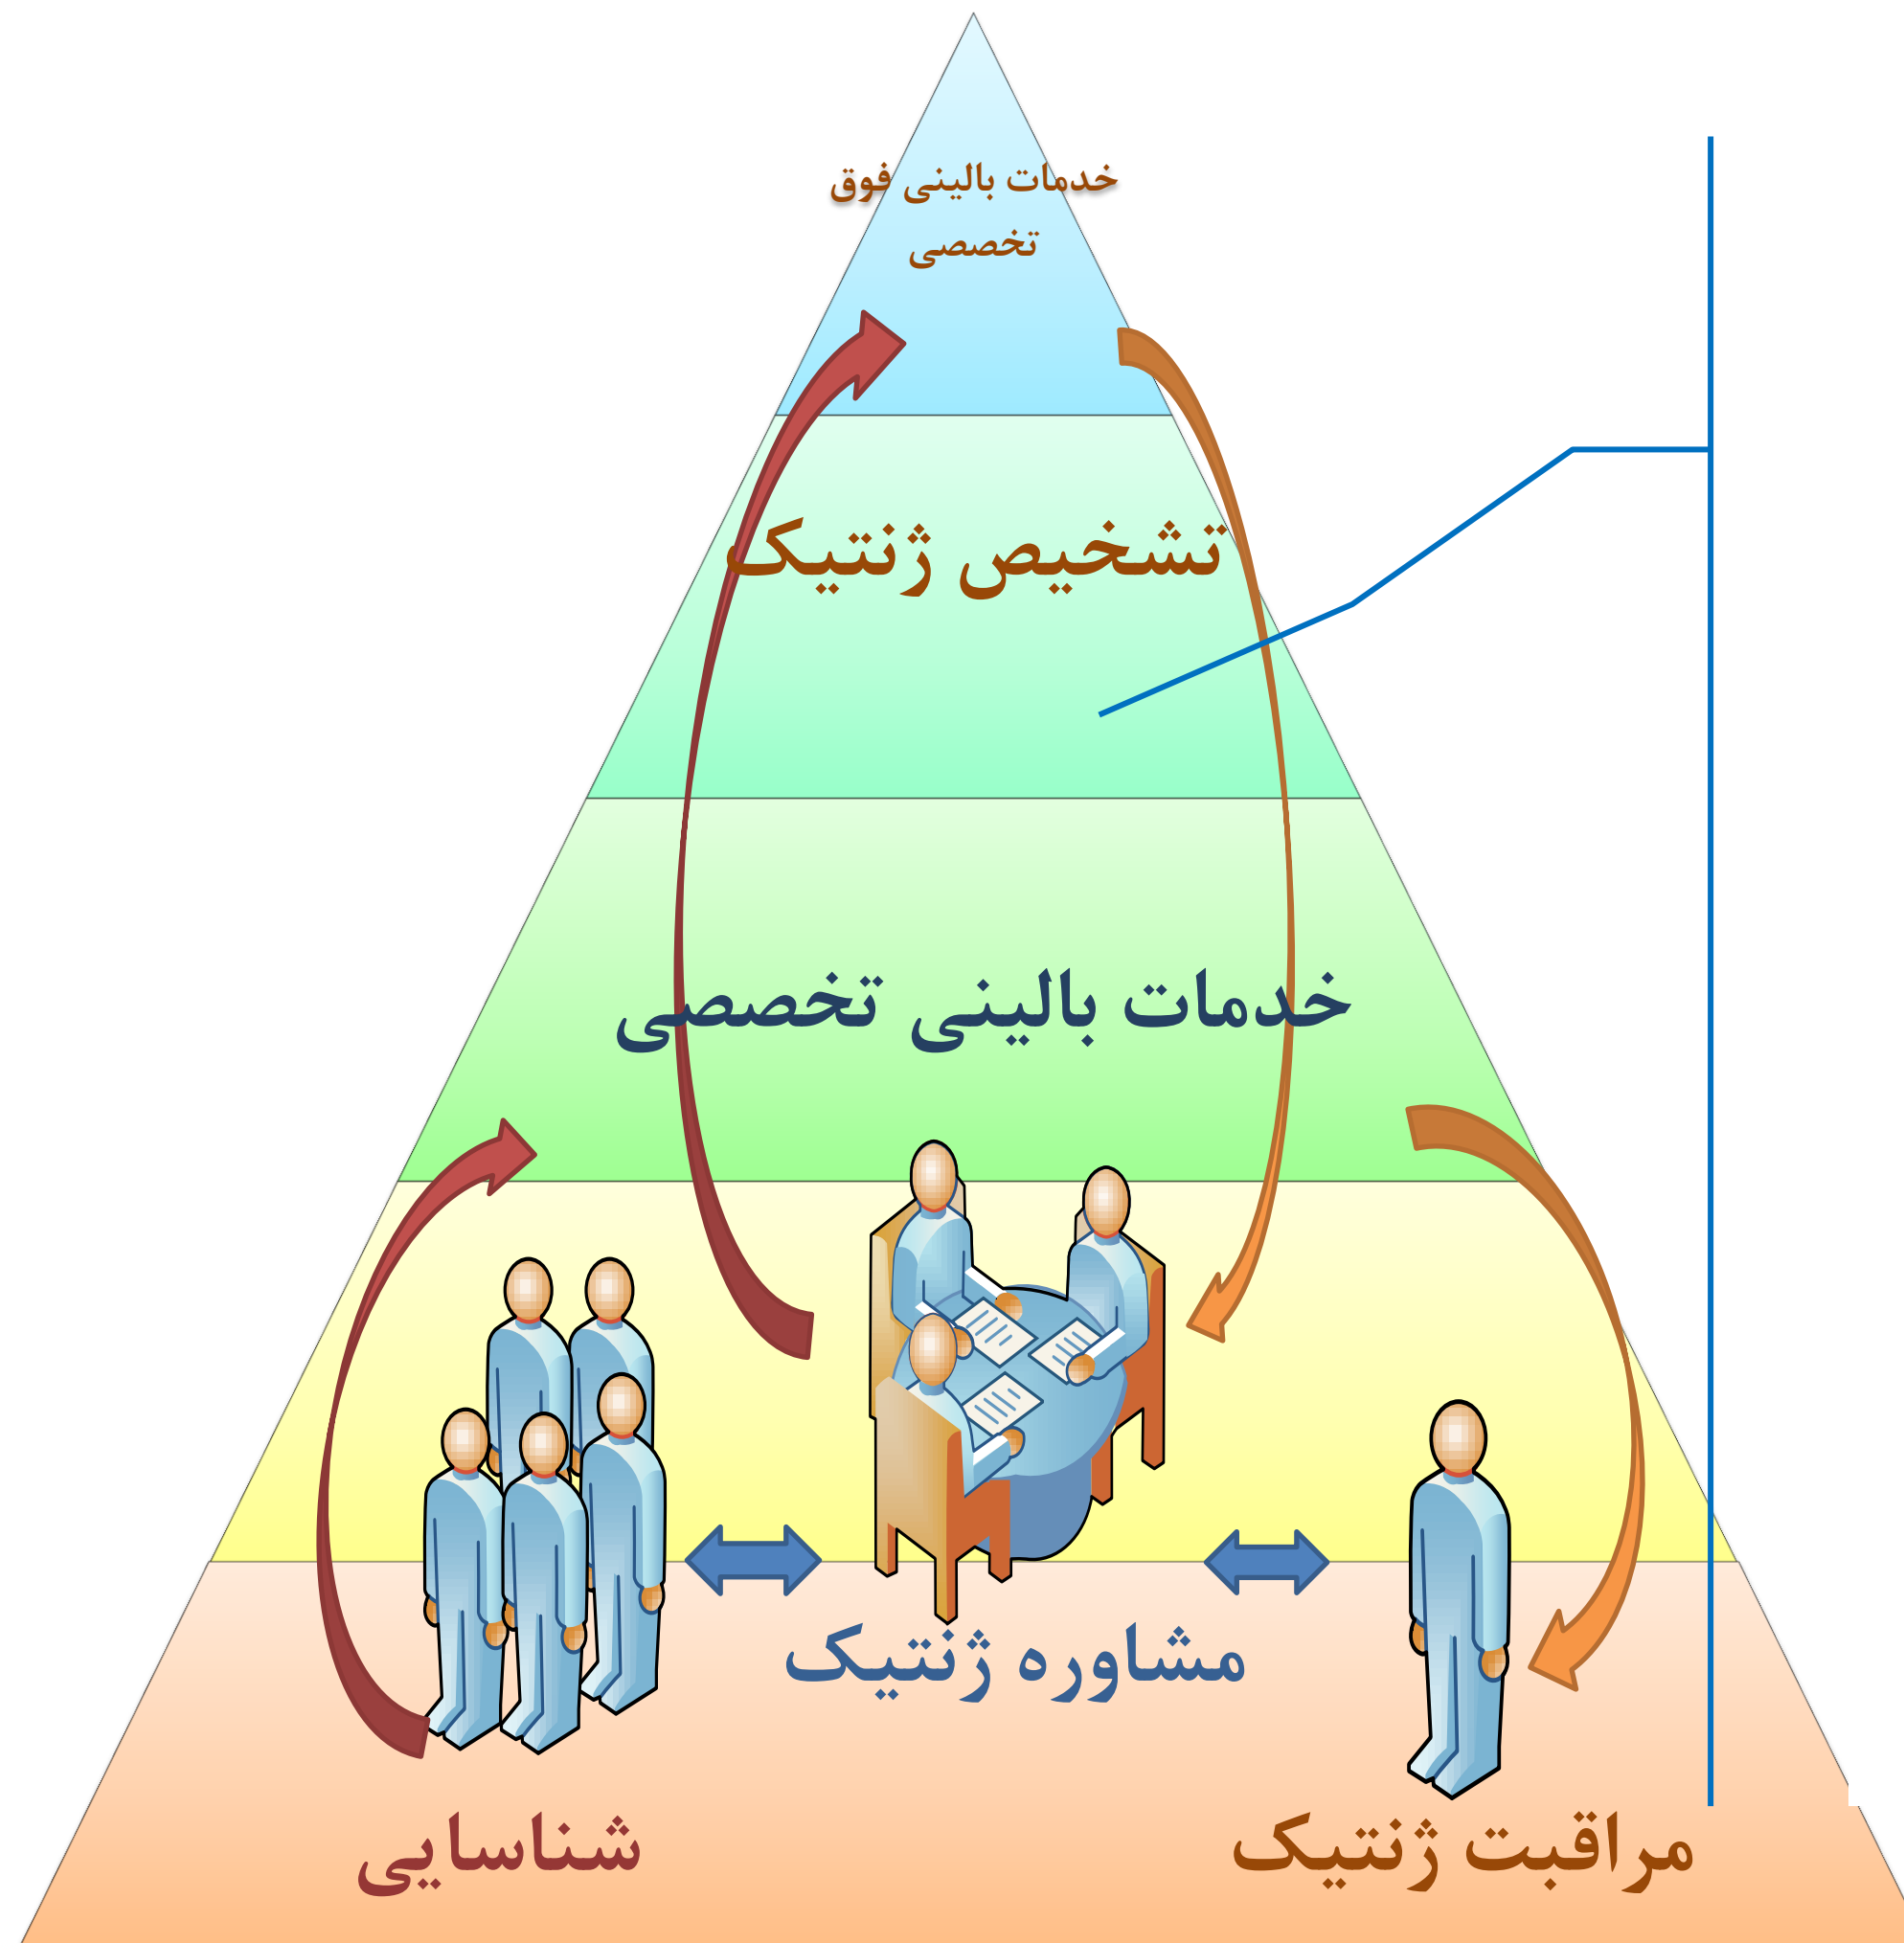 خدمات بالینی فوق
تخصصی
تشخیص ژنتیک
خدمات بالینی تخصصی
مشاوره ژنتیک
مراقبت ژنتیک
شناسایی